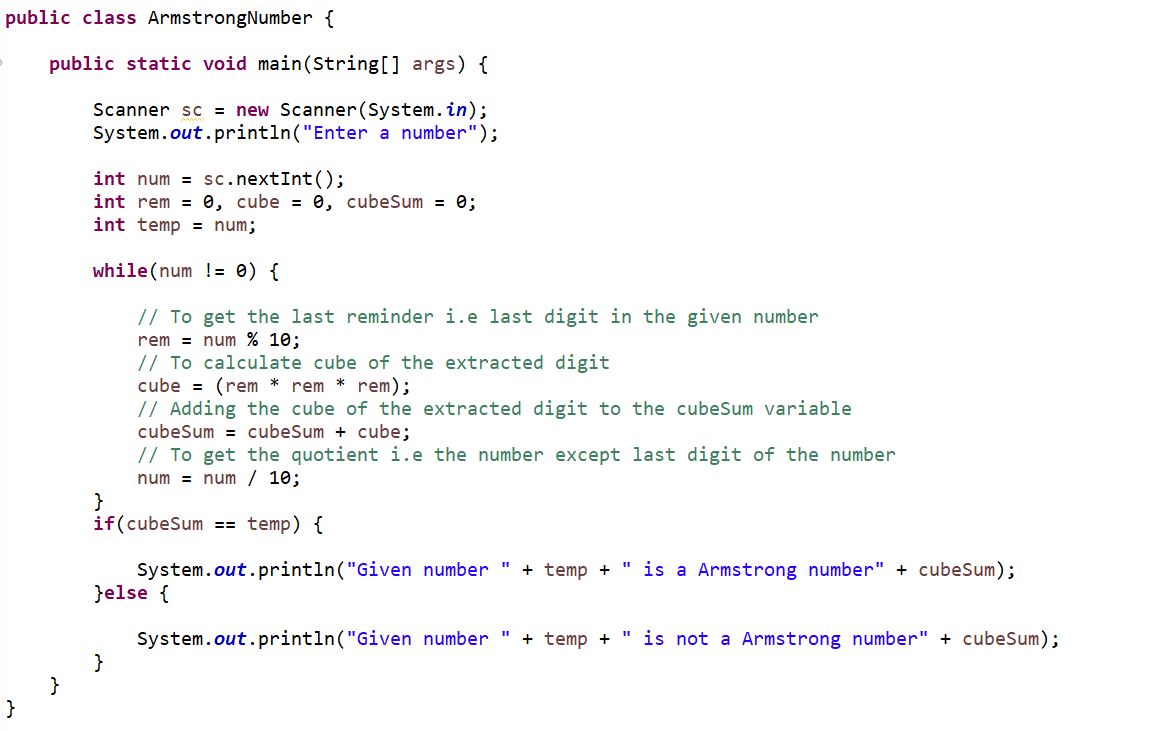 public class ArmstrongNumber {
public static void main(String[] args) {
Scanner sc = new Scanner(System.in);
System.out.println("Enter a number");
int num = sc.nextInt();
int rem = 0, cube = 0, cubeSum = 0;
int temp = num;
while(num != 0) {
// To get the last reminder i.e last digit in the given number
rem = num % 10;
// To calculate cube of the extracted digit
cube = (rem * rem * rem);
// Adding the cube of the extracted digit to the cubeSum variable
cubeSum = cubeSum + cube;
// To get the quotient i.e the number except last digit of the number
num = num / 10;
}
if(cubeSum == temp) {
System.out.println("Given number " + temp + " is a Armstrong number" + cubeSum);
}else {
System.out.println("Given number " + temp + " is not a Armstrong number" + cubeSum);
}
}
}